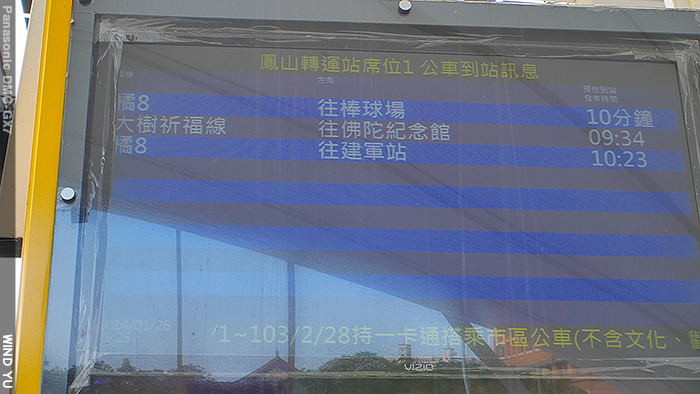 Panasonic DMC-GX7
鳳山轉運站席位1 公車到站訊息
方向 預估到站
發車時間
橘8 往棒球場 10分鐘
大樹祈福線 往佛陀紀念館 09:34
橘8 往建軍站 10:23
2014/01/26
/1~103/2/28持一卡通搭乘市區公車(不含文化、
VIZIO
WIND YU